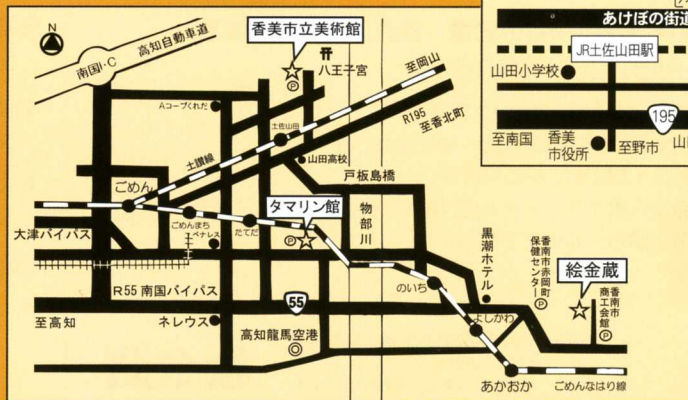 N
南国I・C
高知自動車道
香美市立美術館
八王子宮
P
至岡山
Aコープくれだ
土佐山田
R195
至香北町
土讃線
山田高校
戸板島橋
ごめん
タマリン館
P
物部川
大津バイパス
ごめんまち
ベナレス
たてだ
黒潮ホテル
香南市赤岡町
保健センター
P
絵金蔵
香南市
商工会館
P
のいち
R55 南国バイパス
55
至高知
ネレウス
高知龍馬空港
よしかわ
あかおか
ごめんなはり線
あけぼの街道
JR土佐山田駅
山田小学校
195
至南国
香美
市役所
至野市